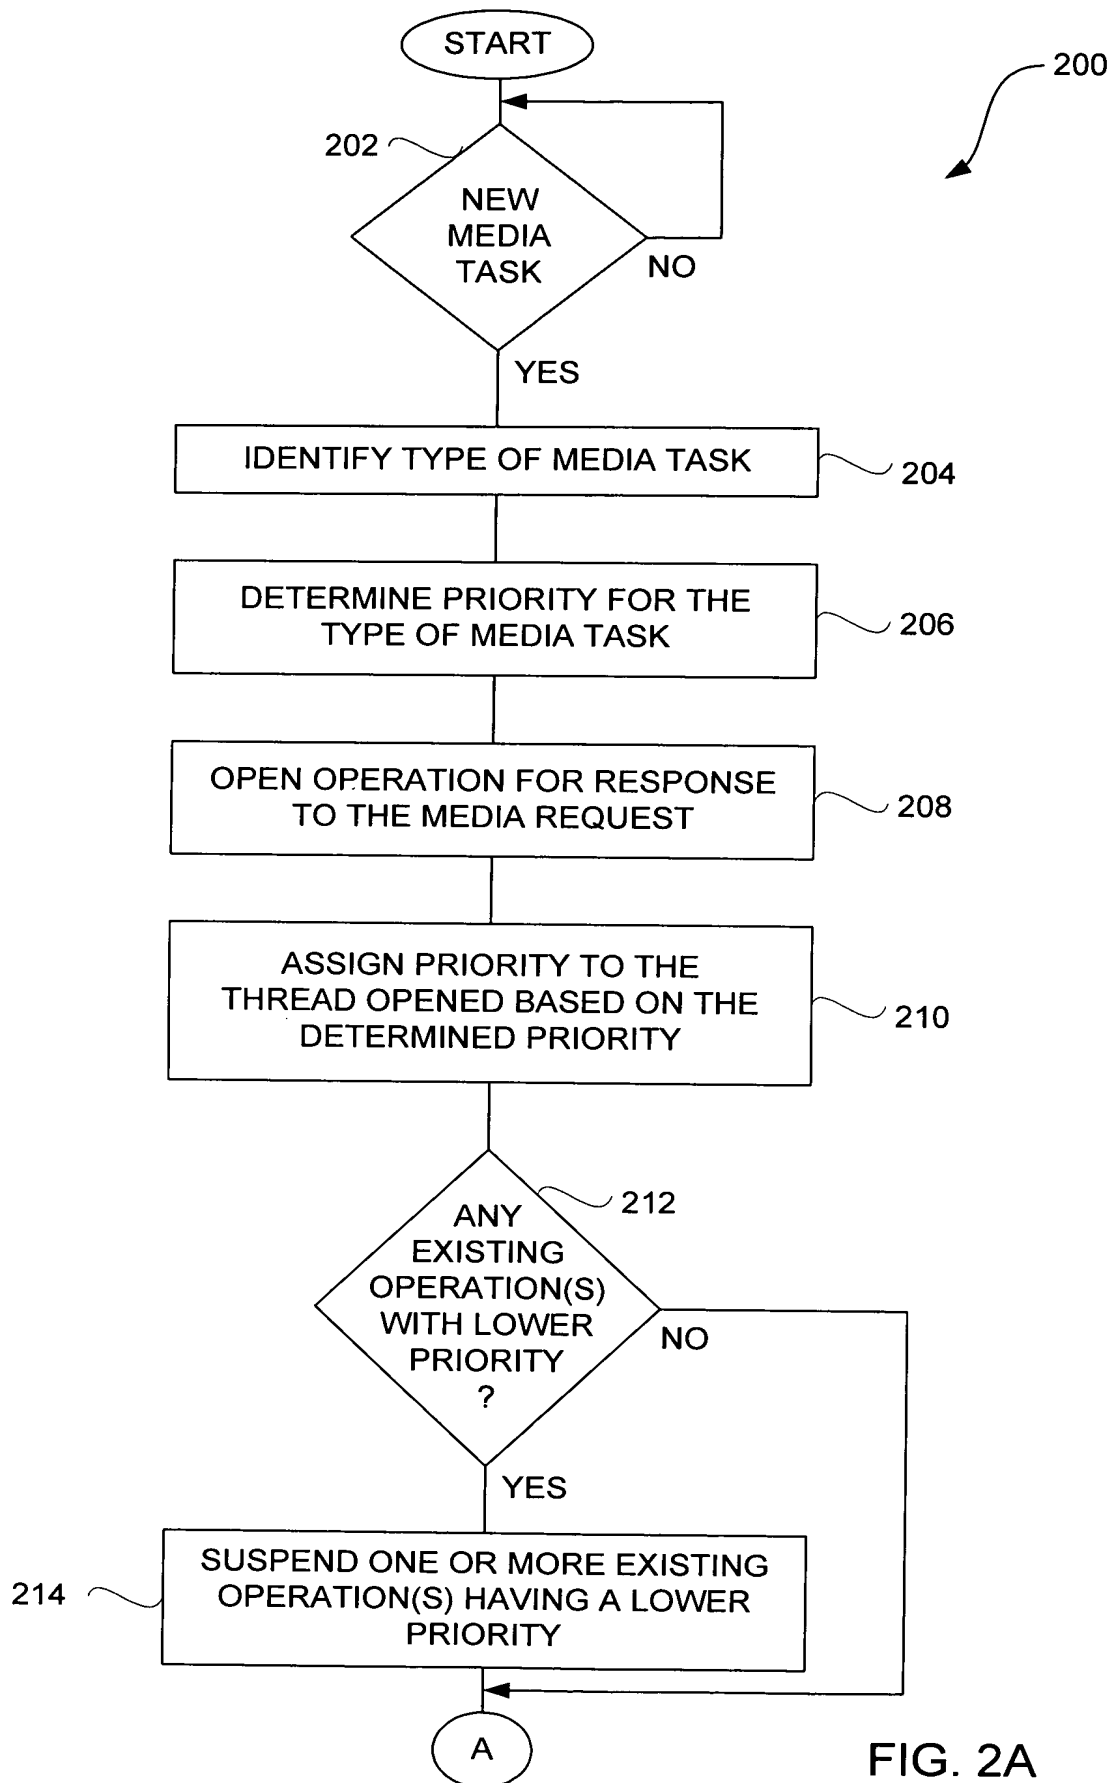 START
200
202
NEW
MEDIA
TASK
NO
YES
IDENTIFY TYPE OF MEDIA TASK
204
DETERMINE PRIORITY FOR THE
TYPE OF MEDIA TASK
206
OPEN OPERATION FOR RESPONSE
TO THE MEDIA REQUEST
208
ASSIGN PRIORITY TO THE
THREAD OPENED BASED ON THE
DETERMINED PRIORITY
210
212
ANY
EXISTING
OPERATION(S)
WITH LOWER
PRIORITY
?
NO
YES
SUSPEND ONE OR MORE EXISTING
OPERATION(S) HAVING A LOWER
PRIORITY
214
A
FIG. 2A